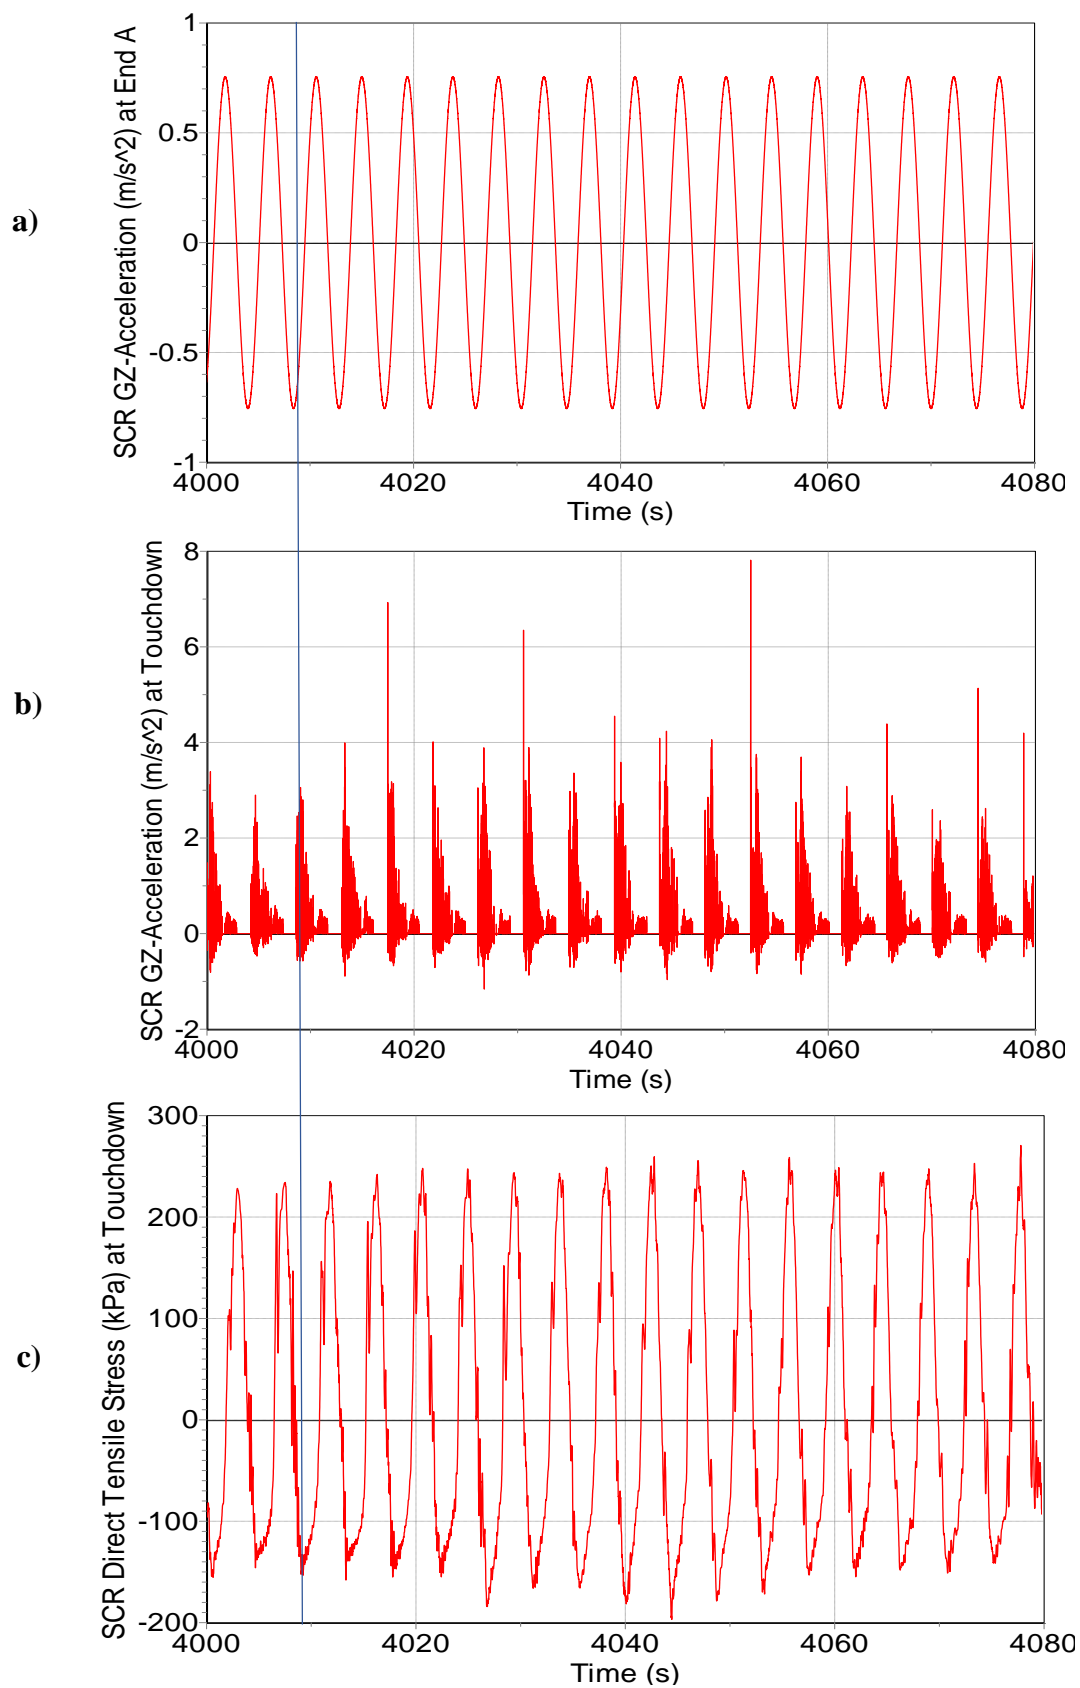 a)
SCR GZ-Acceleration (m/s^2) at End A
1
0.5
0
-0.5
-1
4000 4020 4040 4060 4080
Time (s)
b)
SCR GZ-Acceleration (m/s^2) at Touchdown
8
6
4
2
0
-2
4000 4020 4040 4060 4080
Time (s)
c)
SCR Direct Tensile Stress (kPa) at Touchdown
300
200
100
0
-100
-200
4000 4020 4040 4060 4080
Time (s)